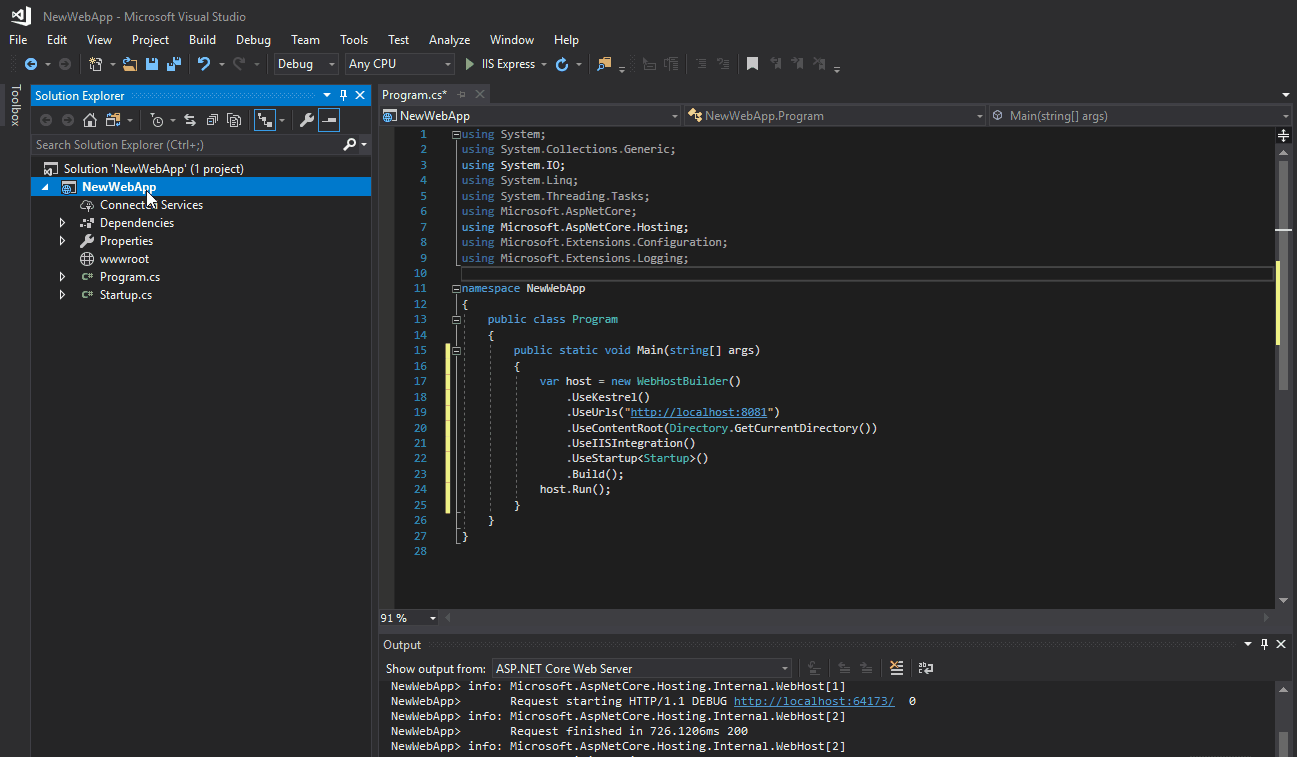 NewWebApp - Microsoft Visual Studio
File Edit View Project Build Debug Team Tools Test Analyze Window Help
Debug Any CPU IIS Express
Toolbox
Solution Explorer
Search Solution Explorer (Ctrl+;)
Solution 'NewWebApp' (1 project)
NewWebApp
Connected Services
Dependencies
Properties
wwwroot
C# Program.cs
C# Startup.cs
Program.cs*
NewWebApp NewWebApp.Program Main(string[] args)
1 using System;
2 using System.Collections.Generic;
3 using System.IO;
4 using System.Linq;
5 using System.Threading.Tasks;
6 using Microsoft.AspNetCore;
7 using Microsoft.AspNetCore.Hosting;
8 using Microsoft.Extensions.Configuration;
9 using Microsoft.Extensions.Logging;
10
11 namespace NewWebApp
12 {
13 public class Program
14 {
15 public static void Main(string[] args)
16 {
17 var host = new WebHostBuilder()
18 .UseKestrel()
19 .UseUrls("http://localhost:8081")
20 .UseContentRoot(Directory.GetCurrentDirectory())
21 .UseIISIntegration()
22 .UseStartup<Startup>()
23 .Build();
24 host.Run();
25 }
26 }
27 }
28
91 %
Output
Show output from: ASP.NET Core Web Server
NewWebApp> info: Microsoft.AspNetCore.Hosting.Internal.WebHost[1]
NewWebApp> Request starting HTTP/1.1 DEBUG http://localhost:64173/ 0
NewWebApp> info: Microsoft.AspNetCore.Hosting.Internal.WebHost[2]
NewWebApp> Request finished in 726.1206ms 200
NewWebApp> info: Microsoft.AspNetCore.Hosting.Internal.WebHost[2]